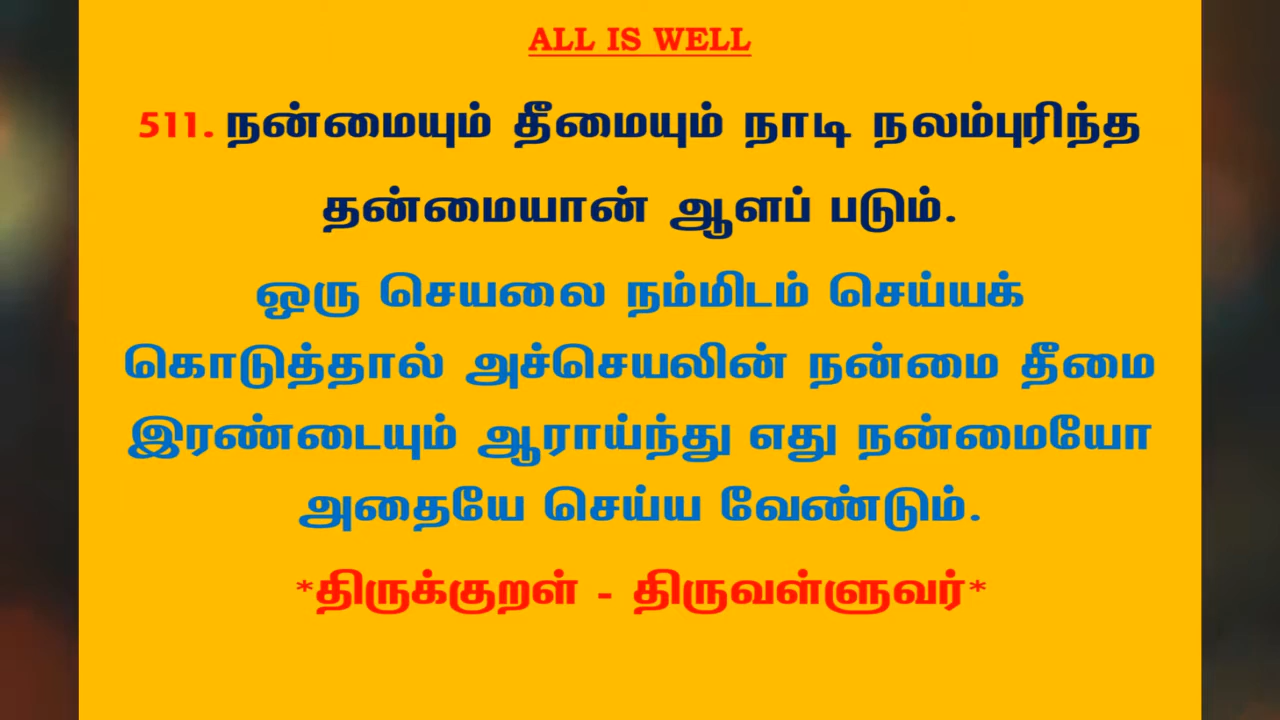 ALL IS WELL
511. நன்மையும் தீமையும் நாடி நலம்புரிந்த
தன்மையான் ஆளப் படும்.
ஒரு செயலை நம்மிடம் செய்யக்
கொடுத்தால் அச்செயலின் நன்மை தீமை
இரண்டையும் ஆராய்ந்து எது நன்மையோ
அதையே செய்ய வேண்டும்.
*திருக்குறள் - திருவள்ளுவர்*